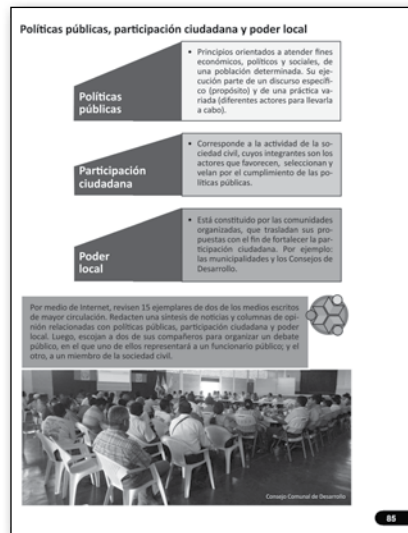 Políticas públicas, participación ciudadana y poder local
Políticas
públicas
• Principios orientados a atender fines
económicos, políticos y sociales, de
una población determinada. Su eje-
cución parte de un discurso específi-
co (propósito) y de una práctica va-
riada (diferentes actores para llevarla
a cabo).
Participación
ciudadana
• Corresponde a la actividad de la so-
ciedad civil, cuyos integrantes son los
actores que favorecen, seleccionan y
velan por el cumplimiento de las po-
líticas públicas.
Poder
local
• Está constituido por las comunidades
organizadas, que trasladan sus pro-
puestas con el fin de fortalecer la par-
ticipación ciudadana. Por ejemplo:
las municipalidades y los Consejos de
Desarrollo.
Por medio de Internet, revisen 15 ejemplares de dos de los medios escritos
de mayor circulación. Redacten una síntesis de noticias y columnas de opi-
nión relacionadas con políticas públicas, participación ciudadana y poder
local. Luego, escojan a dos de sus compañeros para organizar un debate
público, en el que uno de ellos representará a un funcionario público; y el
otro, a un miembro de la sociedad civil.
Consejo Comunal de Desarrollo
85